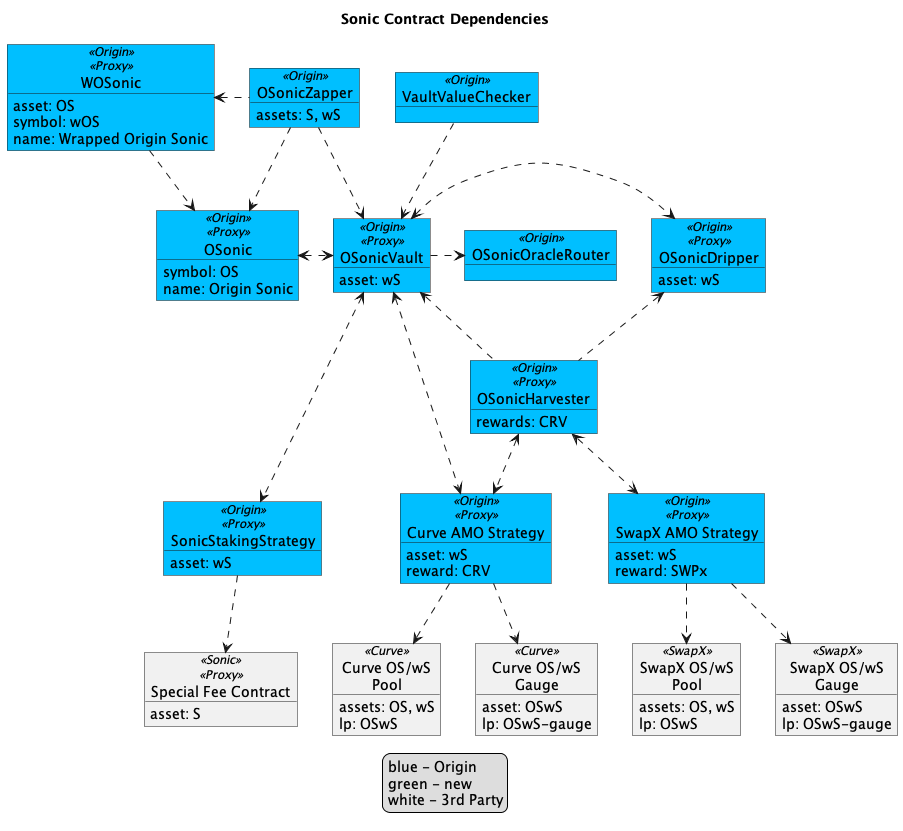 Sonic Contract Dependencies
«Origin»
«Proxy»
WOSonic
asset: OS
symbol: wOS
name: Wrapped Origin Sonic
«Origin»
OSonicZapper
assets: S, wS
«Origin»
VaultValueChecker
«Origin»
«Proxy»
OSonic
symbol: OS
name: Origin Sonic
«Origin»
«Proxy»
OSonicVault
asset: wS
«Origin»
OSonicOracleRouter
«Origin»
«Proxy»
OSonicDripper
asset: wS
«Origin»
«Proxy»
OSonicHarvester
rewards: CRV
«Origin»
«Proxy»
SonicStakingStrategy
asset: wS
«Origin»
«Proxy»
Curve AMO Strategy
asset: wS
reward: CRV
«Origin»
«Proxy»
SwapX AMO Strategy
asset: wS
reward: SWPx
«Sonic»
«Proxy»
Special Fee Contract
asset: S
«Curve»
Curve OS/wS
Pool
assets: OS, wS
lp: OSwS
«Curve»
Curve OS/wS
Gauge
asset: OSwS
lp: OSwS-gauge
«SwapX»
SwapX OS/wS
Pool
assets: OS, wS
lp: OSwS
«SwapX»
SwapX OS/wS
Gauge
asset: OSwS
lp: OSwS-gauge
blue – Origin
green – new
white – 3rd Party